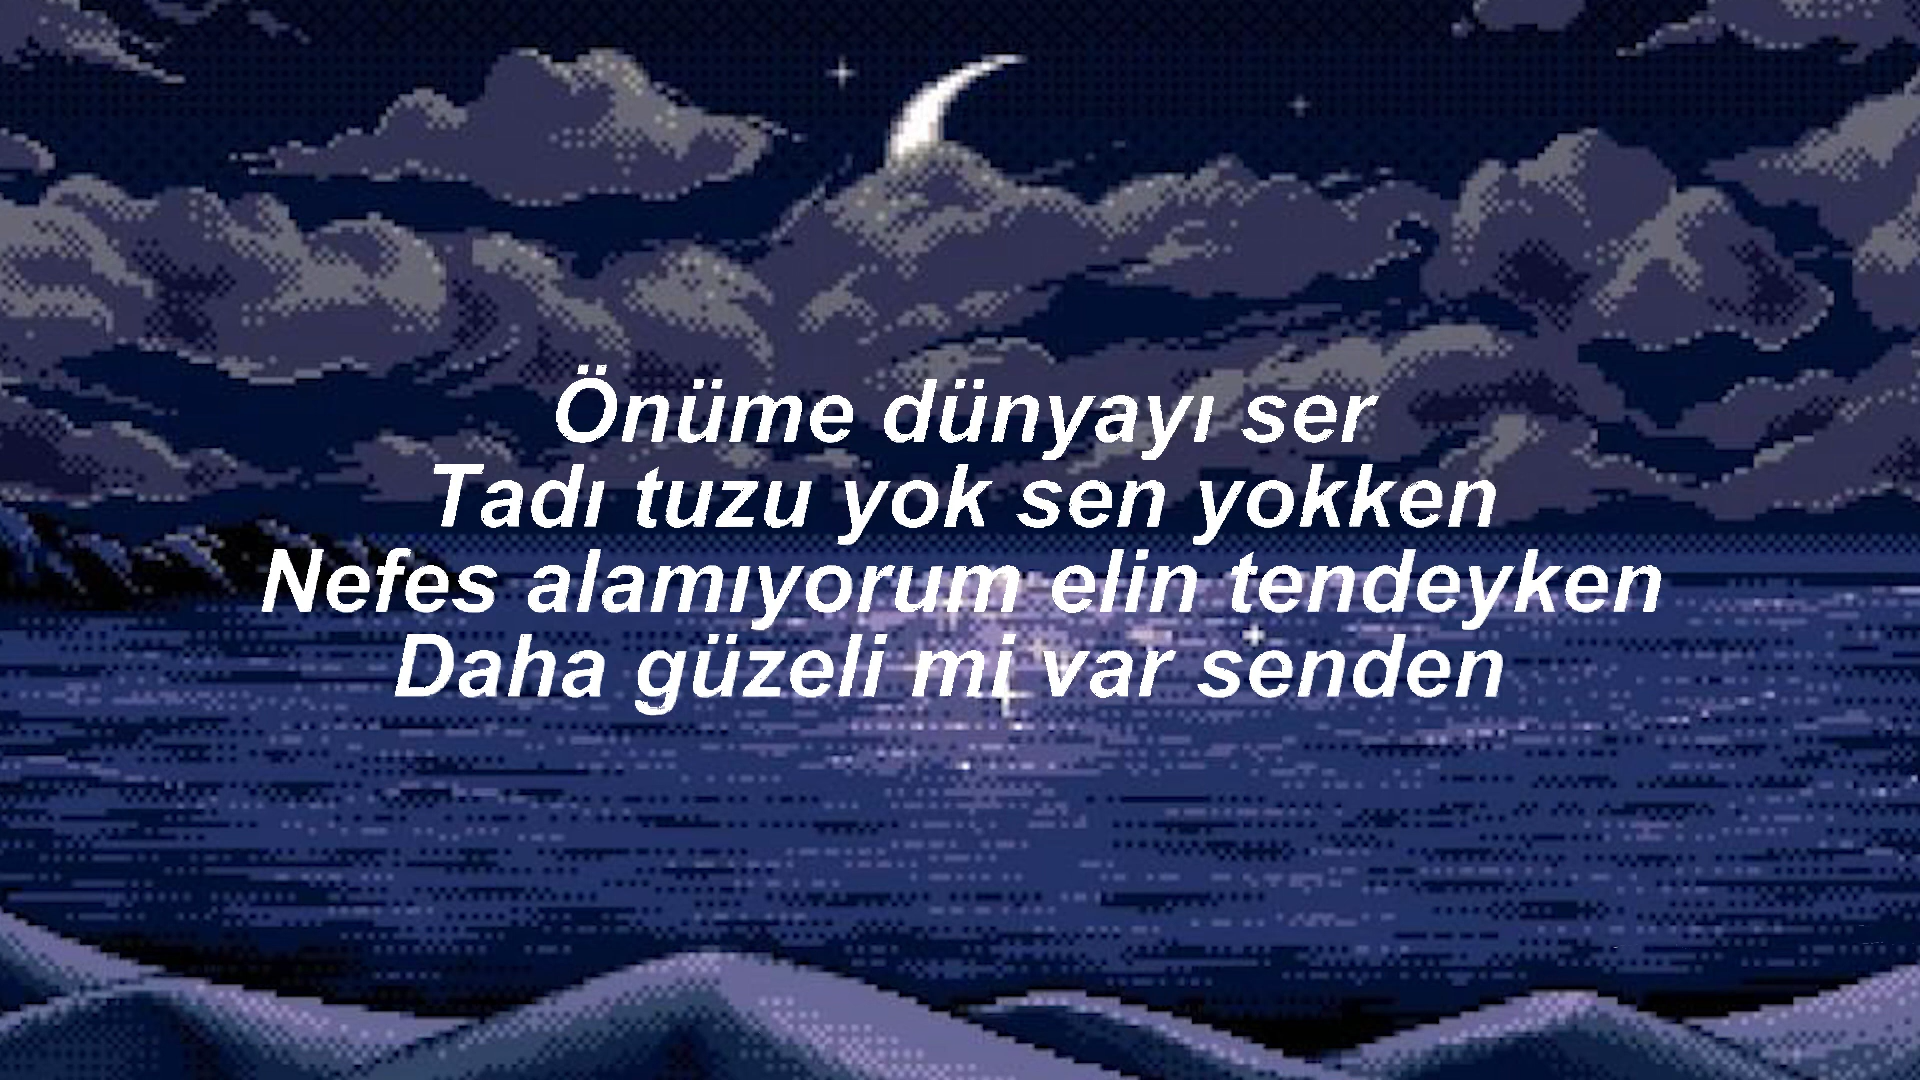 Önüme dünyayı ser
Tadı tuzu yok sen yokken
Nefes alamıyorum elin tendeyken
Daha güzeli mi var senden